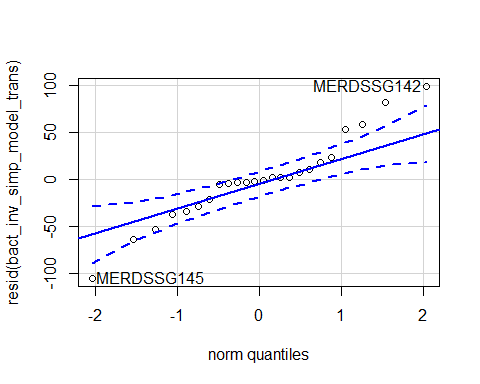 resid(bact_inv_simp_model_trans)
100
50
0
-50
-100
MERDSSG142
MERDSSG145
-2
-1
0
1
2
norm quantiles